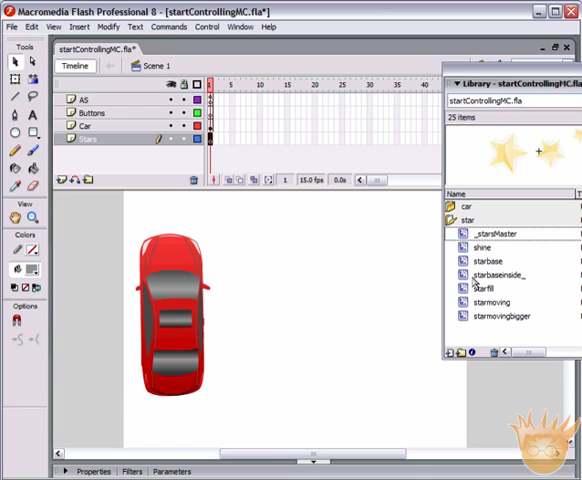 Macromedia Flash Professional 8 - [startControllingMC.fla*]
File Edit View Insert Modify Text Commands Control Window Help
Tools
View
Colors
Options
startControllingMC.fla*
Timeline
Scene 1
1 5 10 15 20 25 30 35 40
AS
Buttons
Car
Stars
1 15.0 fps 0.0s
Library - startControllingMC.fla
startControllingMC.fla
25 items
Name
car
star
_starsMaster
shine
starbase
starbaseinside_
starfill
starmoving
starmovingbigger
Properties Filters Parameters